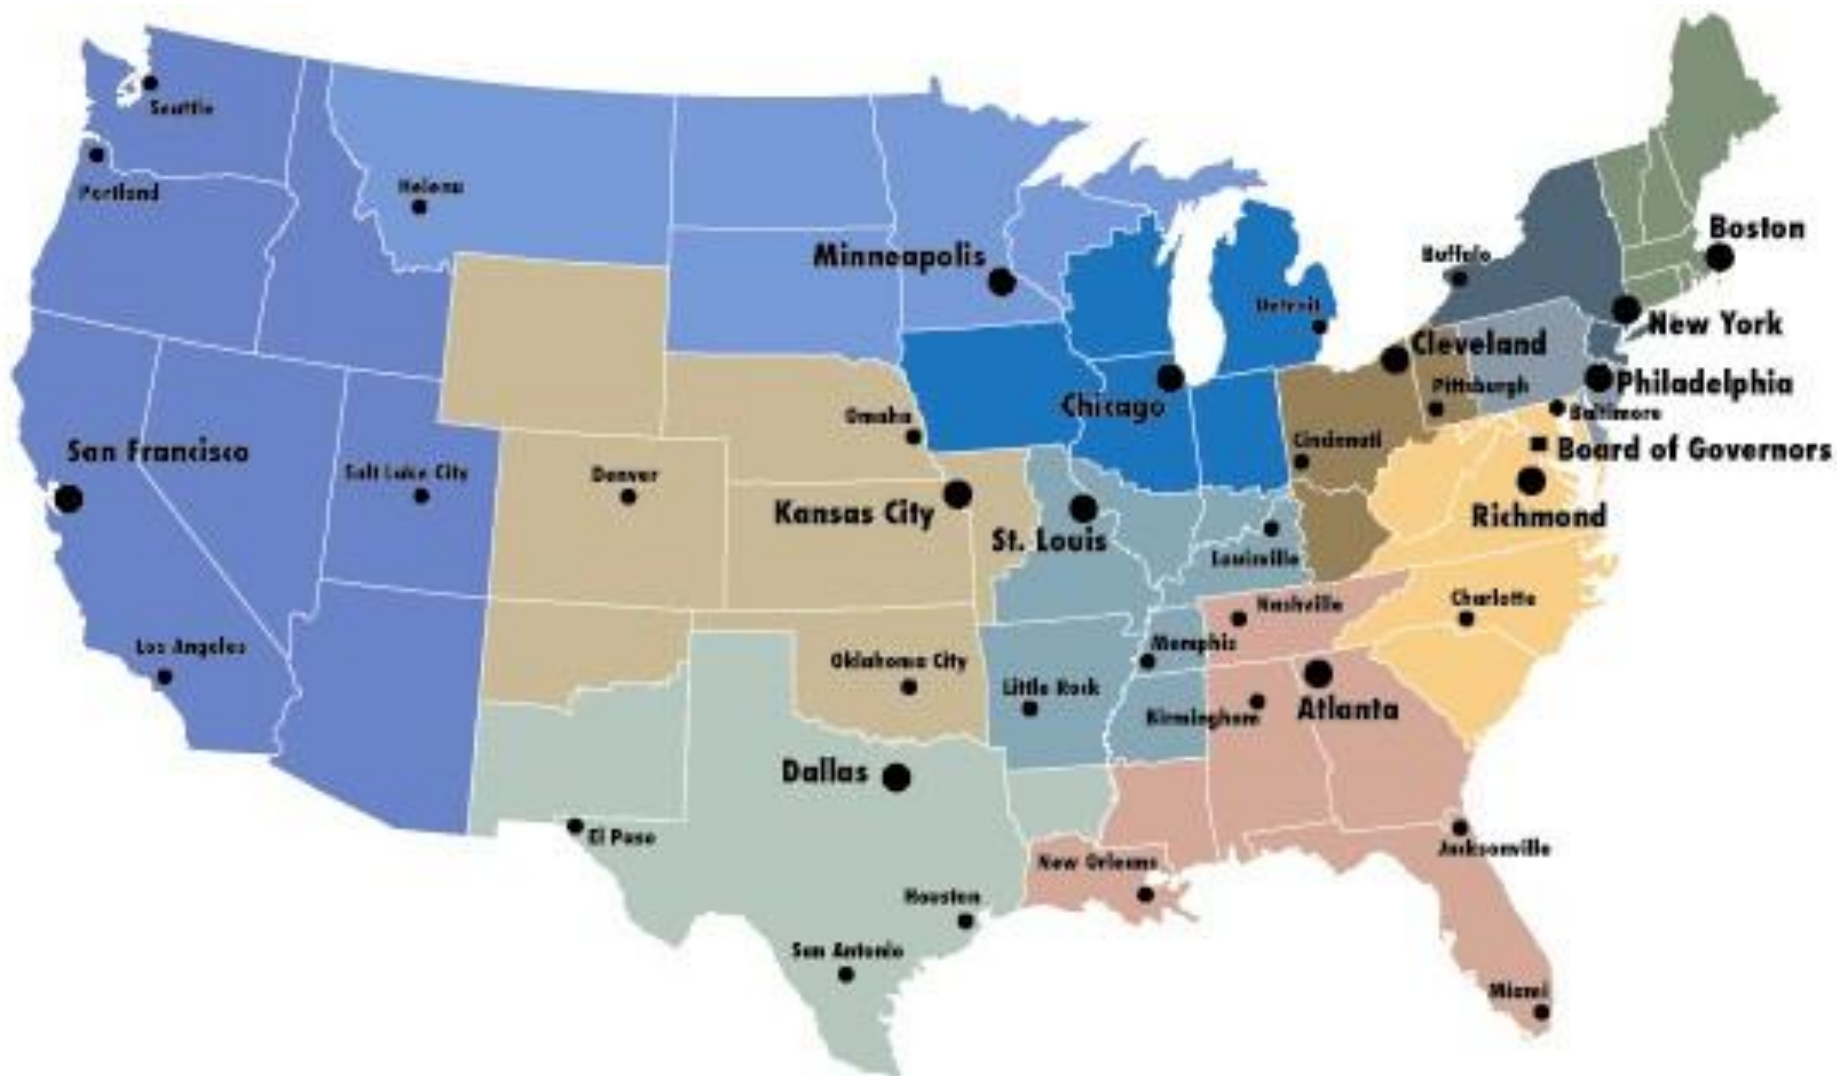 Seattle
Portland
Helena
Minneapolis
Buffalo
Boston
Detroit
New York
Cleveland
Philadelphia
Pittsburgh
Chicago
Baltimore
Omaha
Cincinnati
Board of Governors
San Francisco
Salt Lake City
Denver
Kansas City
St. Louis
Richmond
Louisville
Nashville
Charlotte
Los Angeles
Memphis
Oklahoma City
Little Rock
Birmingham
Atlanta
Dallas
El Paso
Jacksonville
New Orleans
Houston
San Antonio
Miami